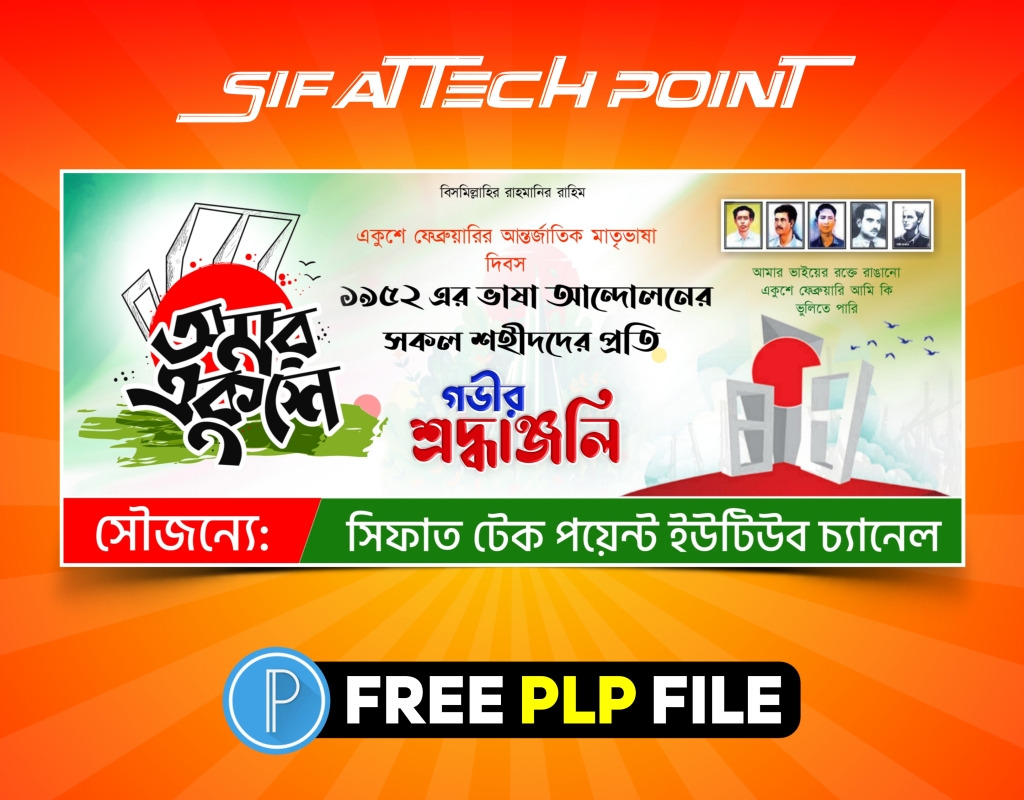 SIFAT TECH POINT
বিসমিল্লাহির রাহমানির রাহিম
একুশে ফেব্রুয়ারির আন্তর্জাতিক মাতৃভাষা
দিবস
১৯৫২ এর ভাষা আন্দোলনের
সকল শহীদদের প্রতি
গভীর
শ্রদ্ধাঞ্জলি
অমর
একুশে
আমার ভাইয়ের রক্তে রাঙানো
একুশে ফেব্রুয়ারি আমি কি
ভুলিতে পারি
সৌজন্যে:
সিফাত টেক পয়েন্ট ইউটিউব চ্যানেল
P FREE PLP FILE